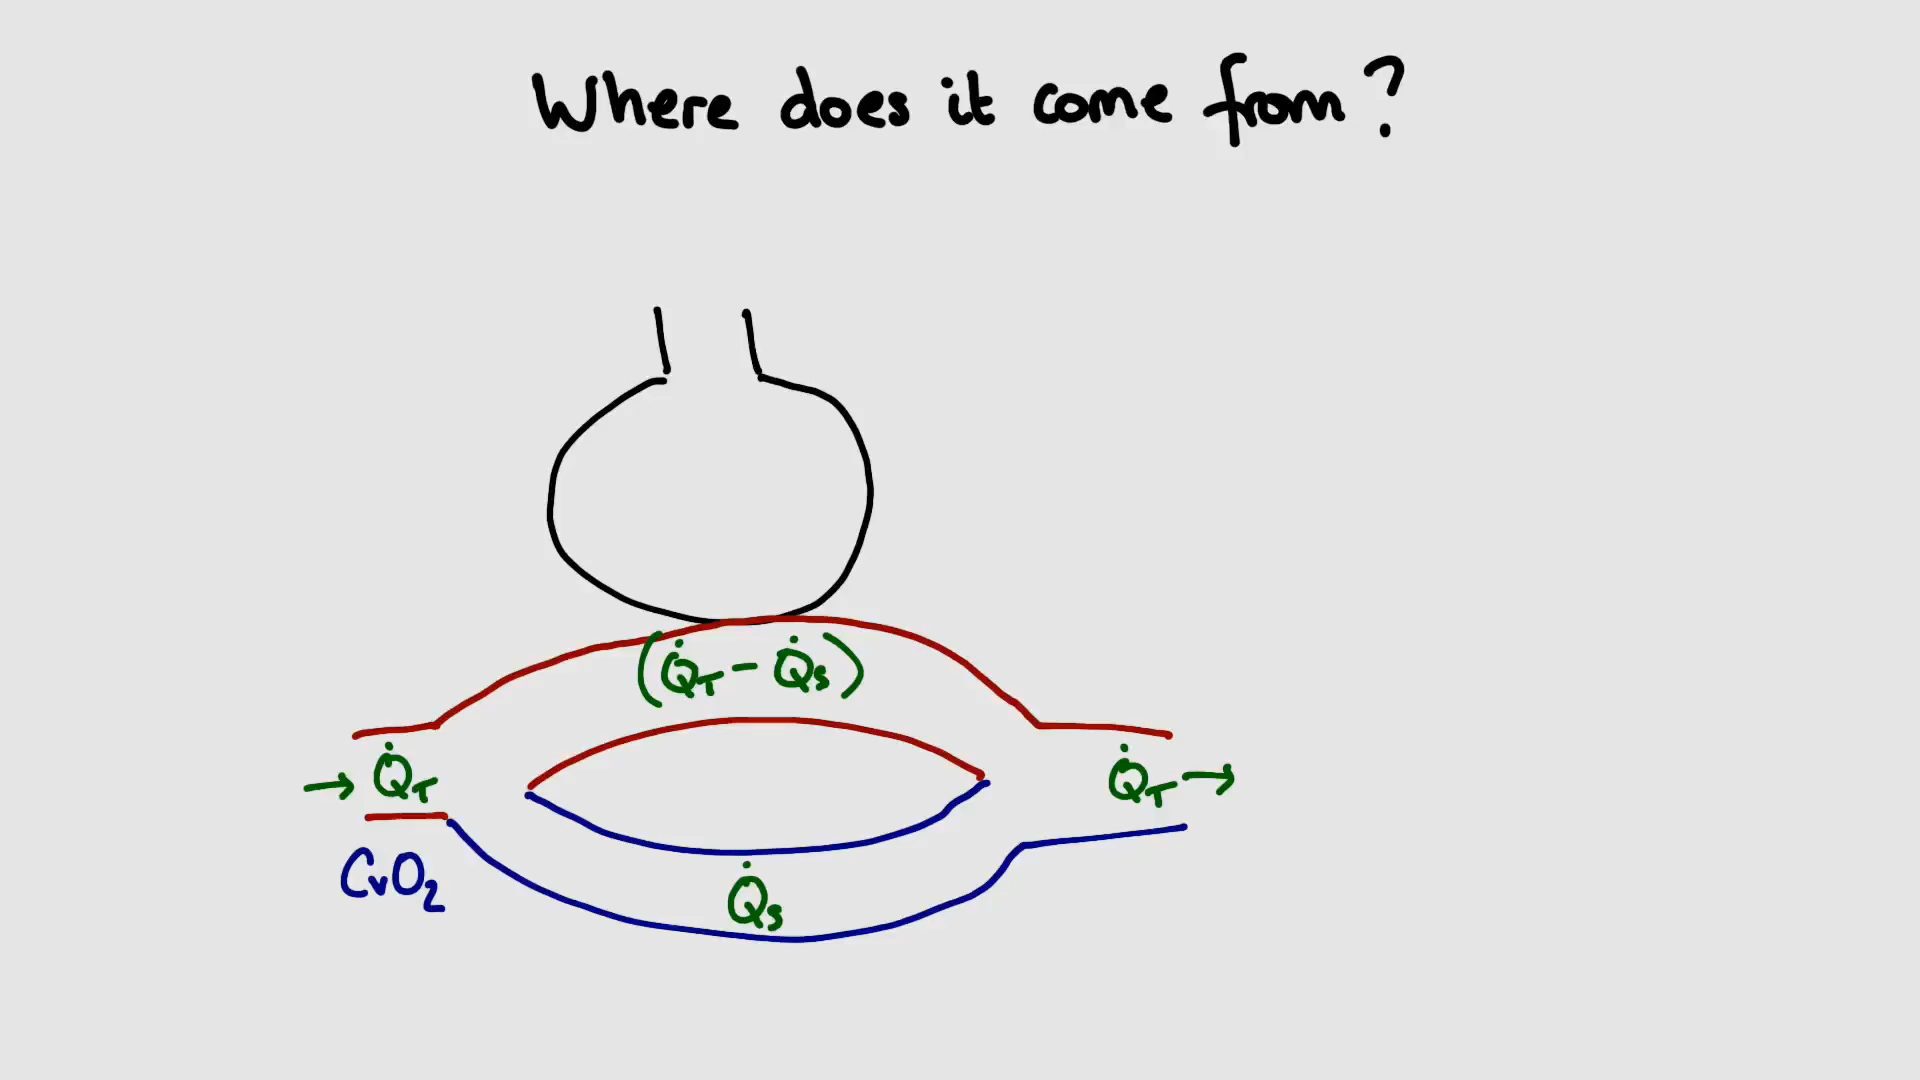 Where does it come from?
(Q̇T - Q̇s)
→ Q̇T
Q̇T →
CvO2
Q̇s